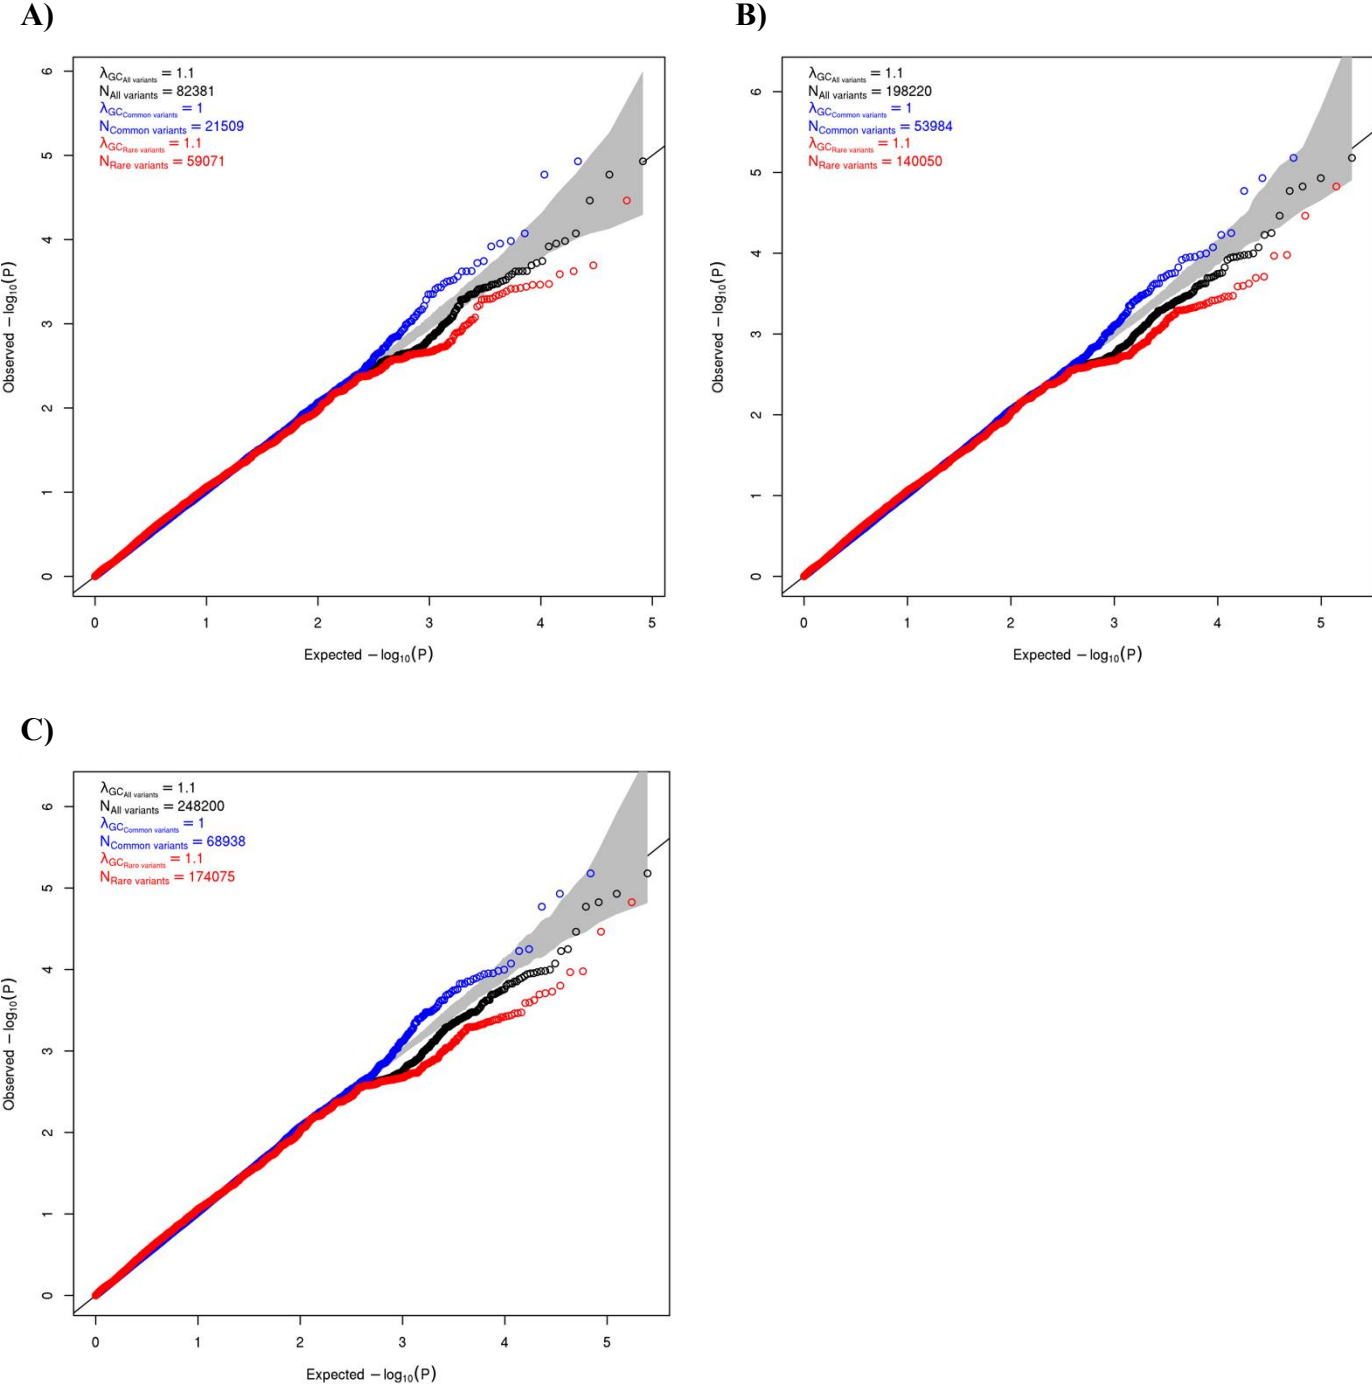 A)
λGCAll variants = 1.1
NAll variants = 82381
λGCCommon variants = 1
NCommon variants = 21509
λGCRare variants = 1.1
NRare variants = 59071
6
5
4
3
2
1
0
Observed −log10(P)
0 1 2 3 4 5
Expected −log10(P)
B)
λGCAll variants = 1.1
NAll variants = 198220
λGCCommon variants = 1
NCommon variants = 53984
λGCRare variants = 1.1
NRare variants = 140050
6
5
4
3
2
1
0
Observed −log10(P)
0 1 2 3 4 5
Expected −log10(P)
C)
λGCAll variants = 1.1
NAll variants = 248200
λGCCommon variants = 1
NCommon variants = 68938
λGCRare variants = 1.1
NRare variants = 174075
6
5
4
3
2
1
0
Observed −log10(P)
0 1 2 3 4 5
Expected −log10(P)